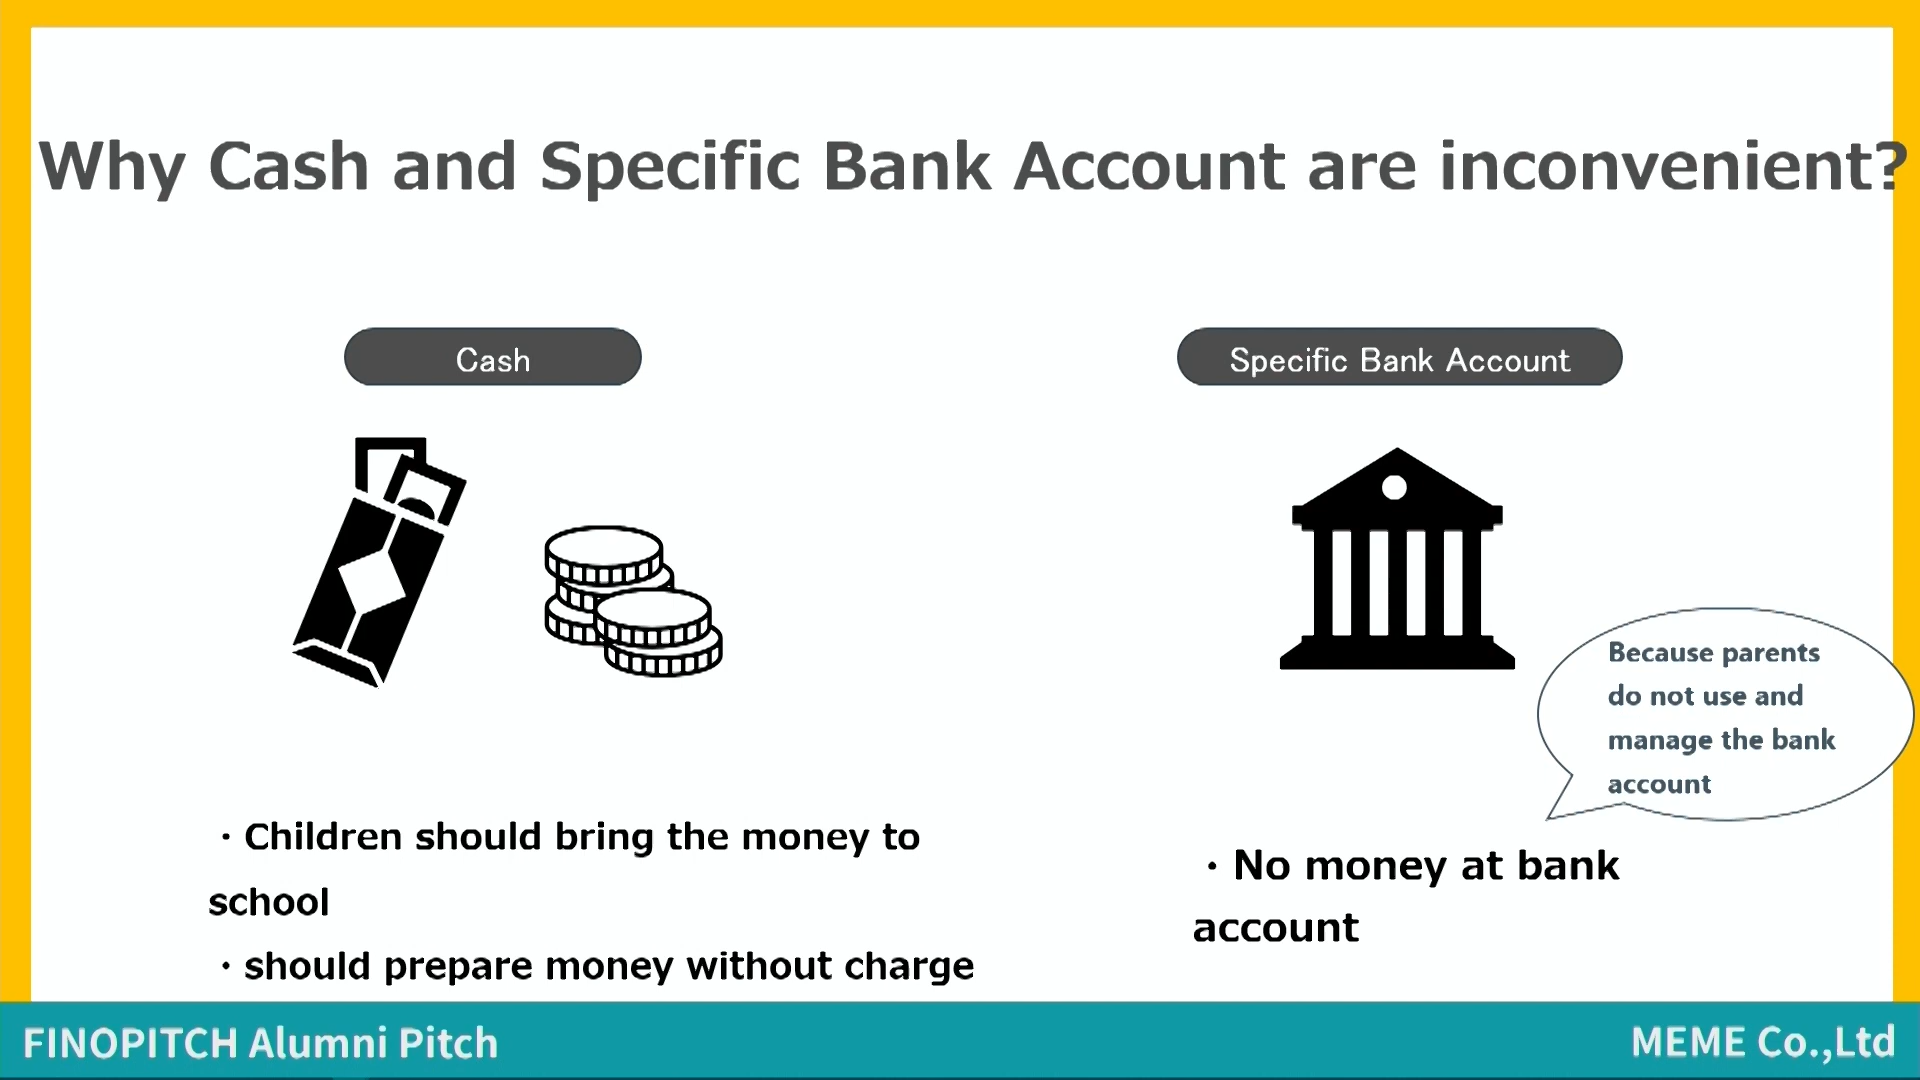 Why Cash and Specific Bank Account are inconvenient?
Cash
・Children should bring the money to
school
・should prepare money without charge
Specific Bank Account
Because parents
do not use and
manage the bank
account
・No money at bank
account
FINOPITCH Alumni Pitch
MEME Co.,Ltd